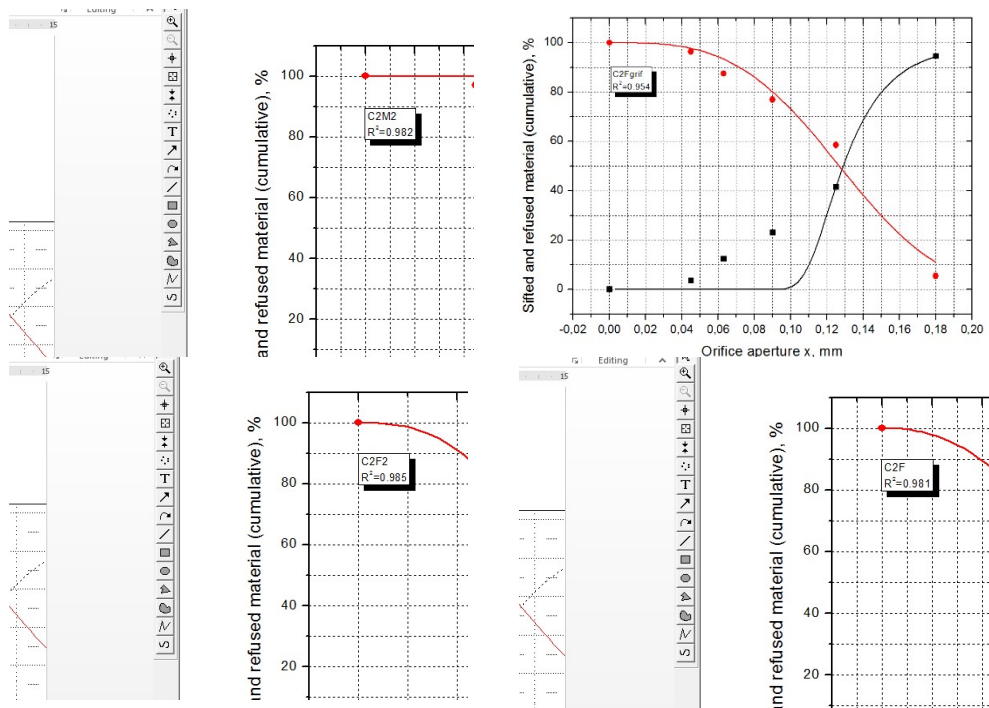 15
Editing
T
100
80
60
40
20
and refused material (cumulative), %
C2M2
R²=0.982
Sifted and refused material (cumulative), %
100
80
60
40
20
0
C2Fgrif
R²=0.954
-0,02 0,00 0,02 0,04 0,06 0,08 0,10 0,12 0,14 0,16 0,18 0,20
Orifice aperture x, mm
15
T
100
80
60
40
20
nd refused material (cumulative), %
C2F2
R²=0.985
Editing
15
T
100
80
60
40
20
nd refused material (cumulative), %
C2F
R²=0.981